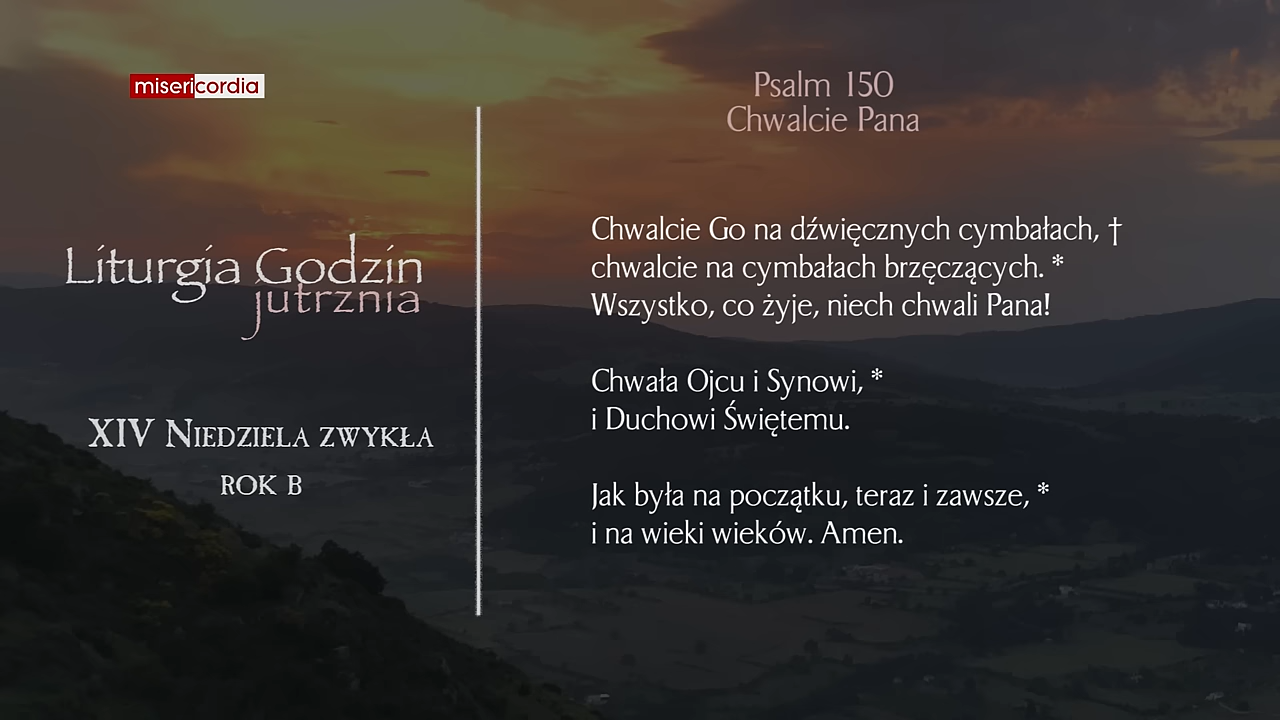 misericordia
Liturgia Godzin
jutrznia
XIV Niedziela zwykła
rok B
Psalm 150
Chwalcie Pana
Chwalcie Go na dźwięcznych cymbałach, †
chwalcie na cymbałach brzęczących. *
Wszystko, co żyje, niech chwali Pana!
Chwała Ojcu i Synowi, *
i Duchowi Świętemu.
Jak była na początku, teraz i zawsze, *
i na wieki wieków. Amen.